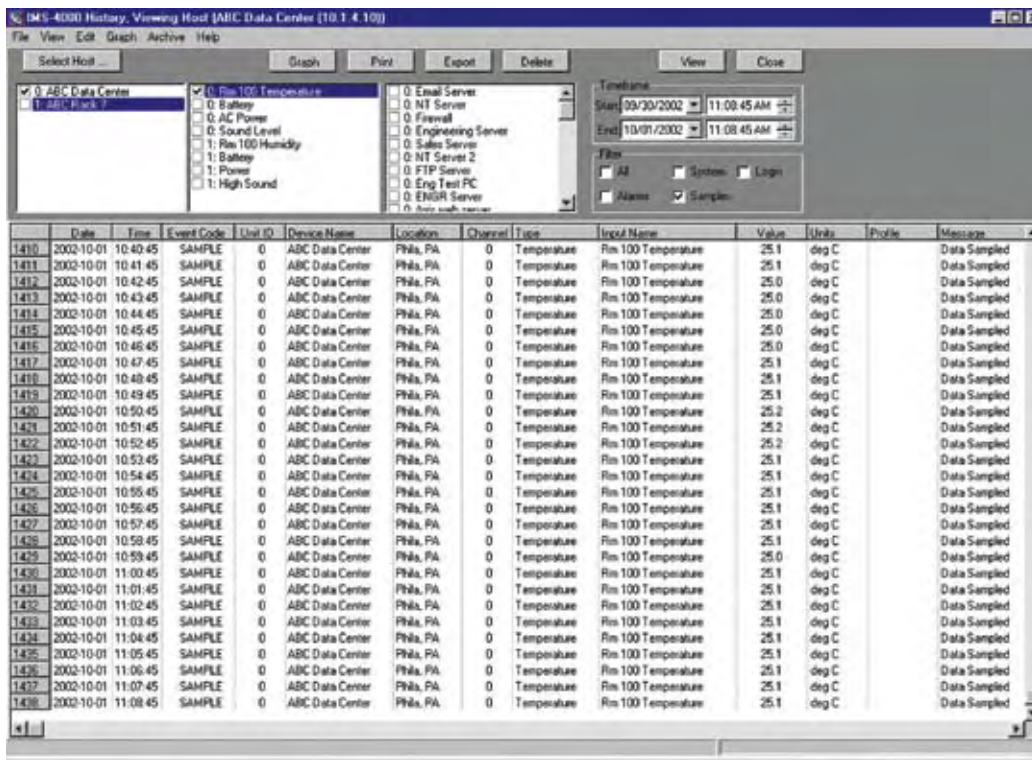 IMS-4000 History, Viewing Host [ABC Data Center (10.1.4.10)]
File View Edit Graph Archive Help
Select Host ... Graph Print Export Delete View Close
0: ABC Data Center
1: ABC Rack 7
0: Rm 100 Temperature
0: Battery
0: AC Power
0: Sound Level
1: Rm 100 Humidity
1: Battery
1: Power
1: High Sound
0: Email Server
0: NT Server
0: Firewall
0: Engineering Server
0: Sales Server
0: NT Server 2
0: FTP Server
0: Eng Test PC
0: ENGR Server
0: Axis web server
Timeframe
Start 09/30/2002 11:08:45 AM
End 10/01/2002 11:08:45 AM
Filter
All System Login
Alarms Samples
Date Time Event Code Unit ID Device Name Location Channel Type Input Name Value Units Profile Message
1410 2002-10-01 10:40:45 SAMPLE 0 ABC Data Center Phila, PA 0 Temperature Rm 100 Temperature 25.1 deg C Data Sampled
1411 2002-10-01 10:41:45 SAMPLE 0 ABC Data Center Phila, PA 0 Temperature Rm 100 Temperature 25.1 deg C Data Sampled
1412 2002-10-01 10:42:45 SAMPLE 0 ABC Data Center Phila, PA 0 Temperature Rm 100 Temperature 25.0 deg C Data Sampled
1413 2002-10-01 10:43:45 SAMPLE 0 ABC Data Center Phila, PA 0 Temperature Rm 100 Temperature 25.0 deg C Data Sampled
1414 2002-10-01 10:44:45 SAMPLE 0 ABC Data Center Phila, PA 0 Temperature Rm 100 Temperature 25.0 deg C Data Sampled
1415 2002-10-01 10:45:45 SAMPLE 0 ABC Data Center Phila, PA 0 Temperature Rm 100 Temperature 25.0 deg C Data Sampled
1416 2002-10-01 10:46:45 SAMPLE 0 ABC Data Center Phila, PA 0 Temperature Rm 100 Temperature 25.0 deg C Data Sampled
1417 2002-10-01 10:47:45 SAMPLE 0 ABC Data Center Phila, PA 0 Temperature Rm 100 Temperature 25.1 deg C Data Sampled
1418 2002-10-01 10:48:45 SAMPLE 0 ABC Data Center Phila, PA 0 Temperature Rm 100 Temperature 25.1 deg C Data Sampled
1419 2002-10-01 10:49:45 SAMPLE 0 ABC Data Center Phila, PA 0 Temperature Rm 100 Temperature 25.1 deg C Data Sampled
1420 2002-10-01 10:50:45 SAMPLE 0 ABC Data Center Phila, PA 0 Temperature Rm 100 Temperature 25.2 deg C Data Sampled
1421 2002-10-01 10:51:45 SAMPLE 0 ABC Data Center Phila, PA 0 Temperature Rm 100 Temperature 25.2 deg C Data Sampled
1422 2002-10-01 10:52:45 SAMPLE 0 ABC Data Center Phila, PA 0 Temperature Rm 100 Temperature 25.2 deg C Data Sampled
1423 2002-10-01 10:53:45 SAMPLE 0 ABC Data Center Phila, PA 0 Temperature Rm 100 Temperature 25.1 deg C Data Sampled
1424 2002-10-01 10:54:45 SAMPLE 0 ABC Data Center Phila, PA 0 Temperature Rm 100 Temperature 25.1 deg C Data Sampled
1425 2002-10-01 10:55:45 SAMPLE 0 ABC Data Center Phila, PA 0 Temperature Rm 100 Temperature 25.1 deg C Data Sampled
1426 2002-10-01 10:56:45 SAMPLE 0 ABC Data Center Phila, PA 0 Temperature Rm 100 Temperature 25.1 deg C Data Sampled
1427 2002-10-01 10:57:45 SAMPLE 0 ABC Data Center Phila, PA 0 Temperature Rm 100 Temperature 25.1 deg C Data Sampled
1428 2002-10-01 10:58:45 SAMPLE 0 ABC Data Center Phila, PA 0 Temperature Rm 100 Temperature 25.1 deg C Data Sampled
1429 2002-10-01 10:59:45 SAMPLE 0 ABC Data Center Phila, PA 0 Temperature Rm 100 Temperature 25.0 deg C Data Sampled
1430 2002-10-01 11:00:45 SAMPLE 0 ABC Data Center Phila, PA 0 Temperature Rm 100 Temperature 25.1 deg C Data Sampled
1431 2002-10-01 11:01:45 SAMPLE 0 ABC Data Center Phila, PA 0 Temperature Rm 100 Temperature 25.1 deg C Data Sampled
1432 2002-10-01 11:02:45 SAMPLE 0 ABC Data Center Phila, PA 0 Temperature Rm 100 Temperature 25.1 deg C Data Sampled
1433 2002-10-01 11:03:45 SAMPLE 0 ABC Data Center Phila, PA 0 Temperature Rm 100 Temperature 25.1 deg C Data Sampled
1434 2002-10-01 11:04:45 SAMPLE 0 ABC Data Center Phila, PA 0 Temperature Rm 100 Temperature 25.1 deg C Data Sampled
1435 2002-10-01 11:05:45 SAMPLE 0 ABC Data Center Phila, PA 0 Temperature Rm 100 Temperature 25.1 deg C Data Sampled
1436 2002-10-01 11:06:45 SAMPLE 0 ABC Data Center Phila, PA 0 Temperature Rm 100 Temperature 25.1 deg C Data Sampled
1437 2002-10-01 11:07:45 SAMPLE 0 ABC Data Center Phila, PA 0 Temperature Rm 100 Temperature 25.1 deg C Data Sampled
1438 2002-10-01 11:08:45 SAMPLE 0 ABC Data Center Phila, PA 0 Temperature Rm 100 Temperature 25.1 deg C Data Sampled